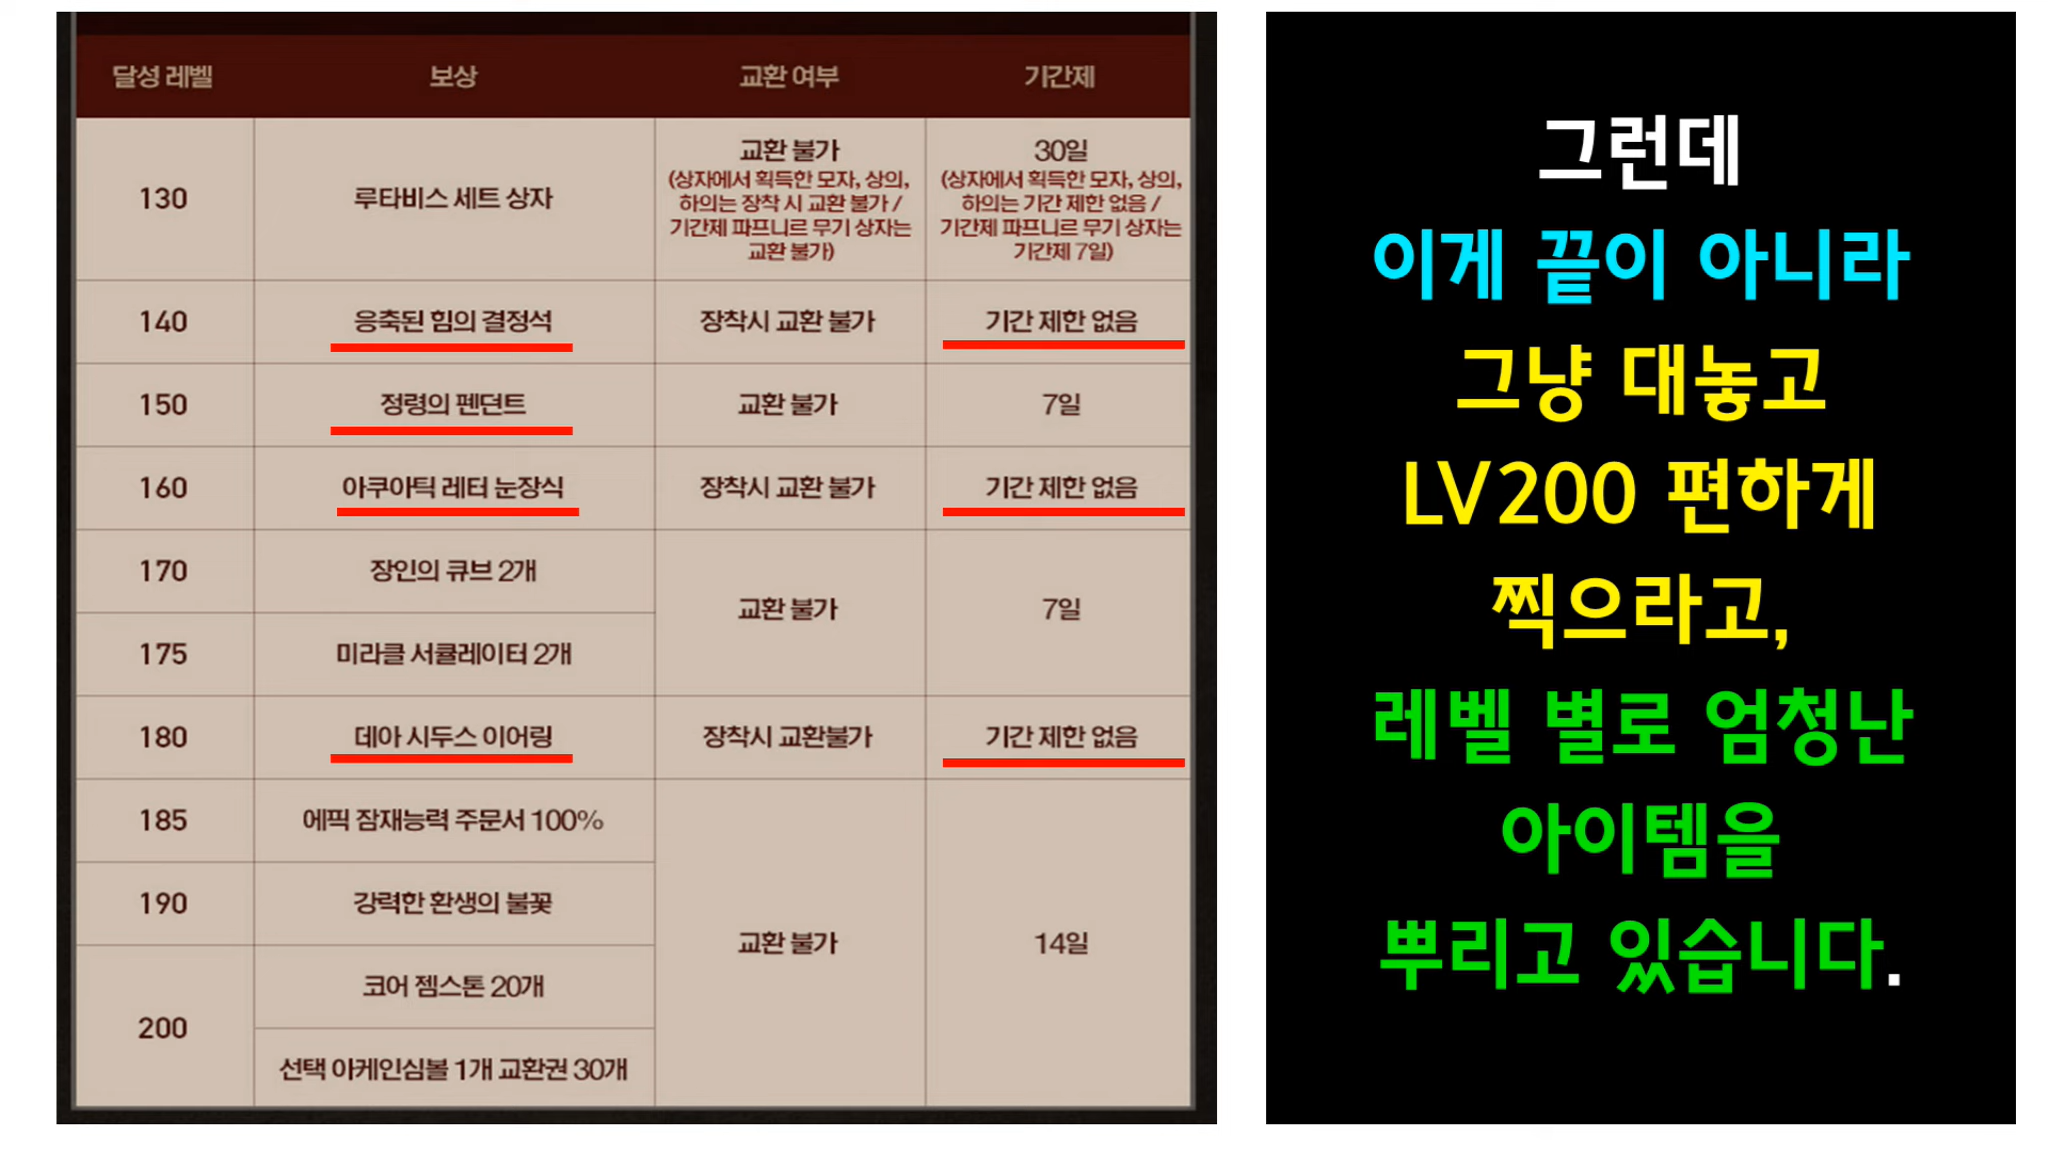 달성 레벨 보상 교환 여부 기간제
130 루타비스 세트 상자
교환 불가
(상자에서 획득한 모자, 상의,
하의는 장착 시 교환 불가 /
기간제 파프니르 무기 상자는
교환 불가)
30일
(상자에서 획득한 모자, 상의,
하의는 기간 제한 없음 /
기간제 파프니르 무기 상자는
기간제 7일)
140 응축된 힘의 결정석 장착시 교환 불가 기간 제한 없음
150 정령의 펜던트 교환 불가 7일
160 아쿠아틱 레터 눈장식 장착시 교환 불가 기간 제한 없음
170 장인의 큐브 2개
교환 불가 7일
175 미라클 서큘레이터 2개
180 데아 시두스 이어링 장착시 교환불가 기간 제한 없음
185 에픽 잠재능력 주문서 100%
190 강력한 환생의 불꽃
교환 불가 14일
200
코어 젬스톤 20개
선택 아케인심볼 1개 교환권 30개
그런데
이게 끝이 아니라
그냥 대놓고
LV200 편하게
찍으라고,
레벨 별로 엄청난
아이템을
뿌리고 있습니다.